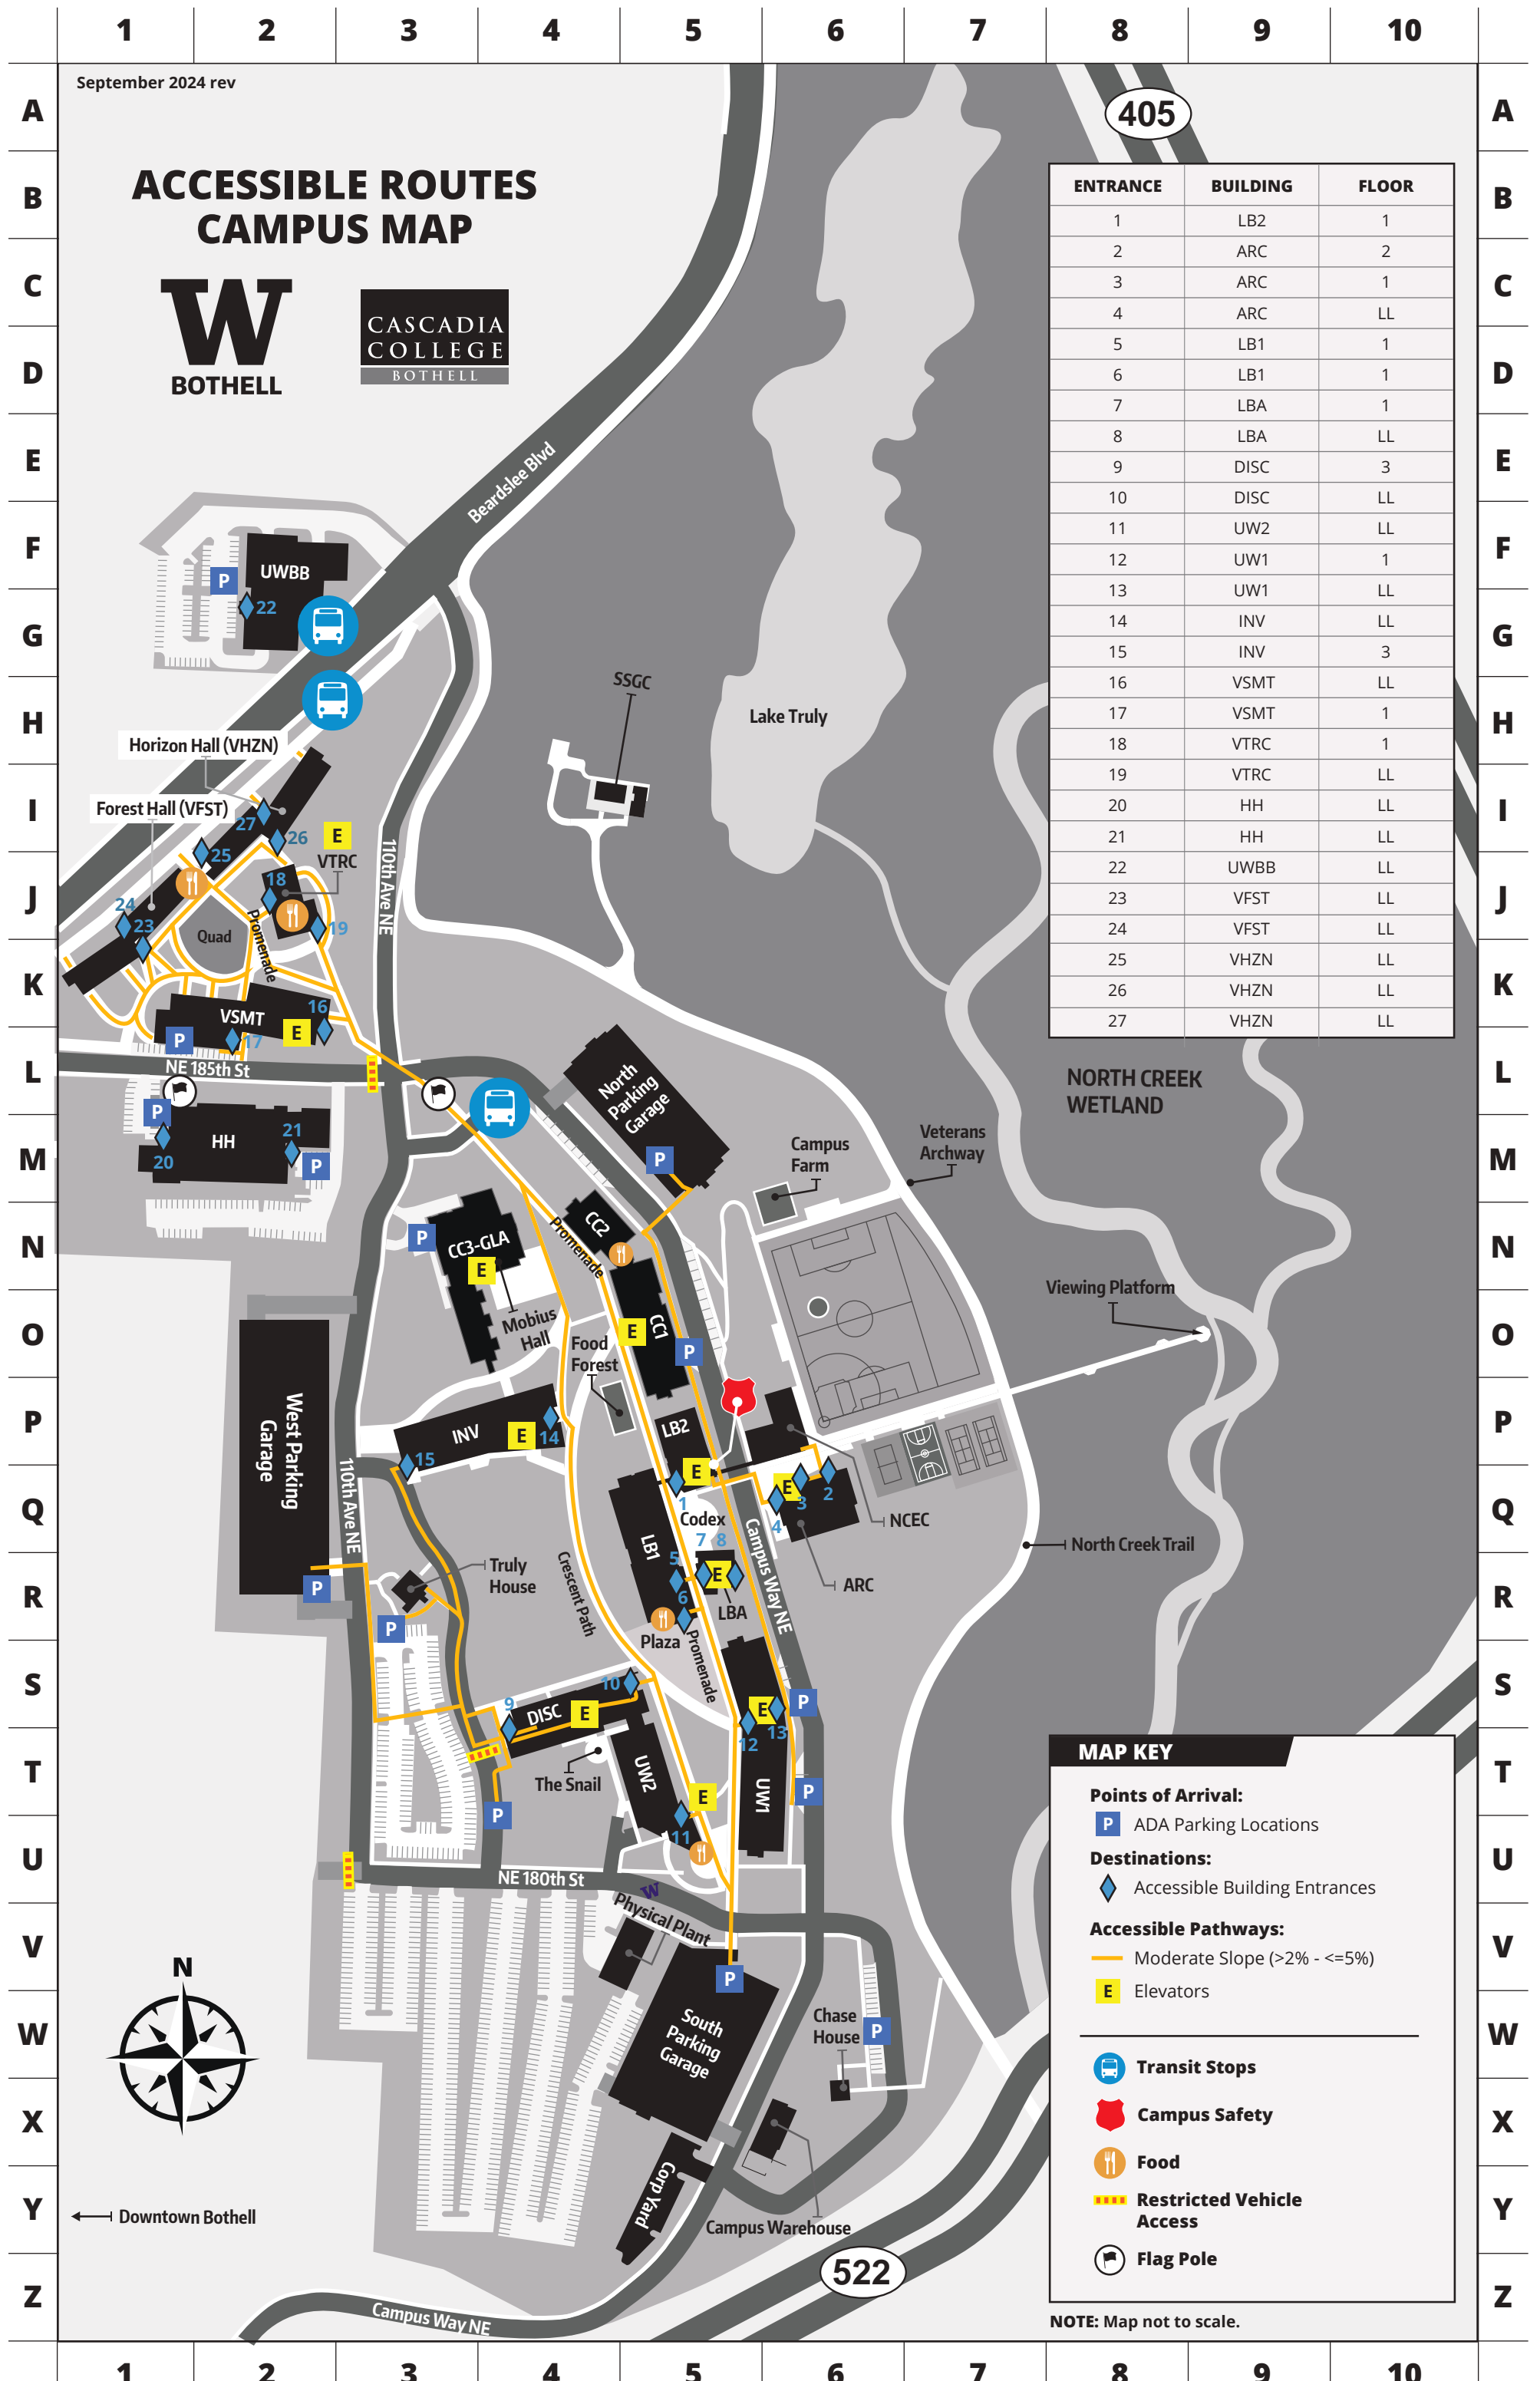 1 2 3 4 5 6 7 8 9 10
September 2024 rev
ACCESSIBLE ROUTES
CAMPUS MAP
W
BOTHELL
CASCADIA
COLLEGE
BOTHELL
405
ENTRANCE BUILDING FLOOR
1 LB2 1
2 ARC 2
3 ARC 1
4 ARC LL
5 LB1 1
6 LB1 1
7 LBA 1
8 LBA LL
9 DISC 3
10 DISC LL
11 UW2 LL
12 UW1 1
13 UW1 LL
14 INV LL
15 INV 3
16 VSMT LL
17 VSMT 1
18 VTRC 1
19 VTRC LL
20 HH LL
21 HH LL
22 UWBB LL
23 VFST LL
24 VFST LL
25 VHZN LL
26 VHZN LL
27 VHZN LL
A A
B B
C C
D D
E E
F F
G G
H H
I I
J J
K K
L L
M M
N N
O O
P P
Q Q
R R
S S
T T
U U
V V
W W
X X
Y Y
Z Z
Beardslee Blvd
UWBB
P
22
SSGC
Lake Truly
Horizon Hall (VHZN)
Forest Hall (VFST)
27
26
E
VTRC
25
18
24
23
19
Quad
Promenade
110th Ave NE
16
VSMT
E
P
17
NE 185th St
P
HH
21
20
P
North
Parking
Garage
P
NORTH CREEK
WETLAND
Campus
Farm
Veterans
Archway
CC2
P
CC3-GLA
E
Promenade
Mobius
Hall
CC1
E
P
Food
Forest
Viewing Platform
West Parking
Garage
INV
E
14
15
LB2
E
1
Codex
E
2
3
4
NCEC
110th Ave NE
LB1
7 8
5
E
6
LBA
Campus Way NE
ARC
North Creek Trail
Truly
House
Crescent Path
P
P
Plaza
Promenade
10
9
DISC
E
E
P
12
13
The Snail
UW2
E
UW1
P
P
11
NE 180th St
W
Physical Plant
P
South
Parking
Garage
Chase
House
P
N
Corp Yard
Campus Warehouse
Downtown Bothell
522
Campus Way NE
MAP KEY
Points of Arrival:
P ADA Parking Locations
Destinations:
Accessible Building Entrances
Accessible Pathways:
Moderate Slope (>2% - <=5%)
E Elevators
Transit Stops
Campus Safety
Food
Restricted Vehicle
Access
Flag Pole
NOTE: Map not to scale.
1 2 3 4 5 6 7 8 9 10